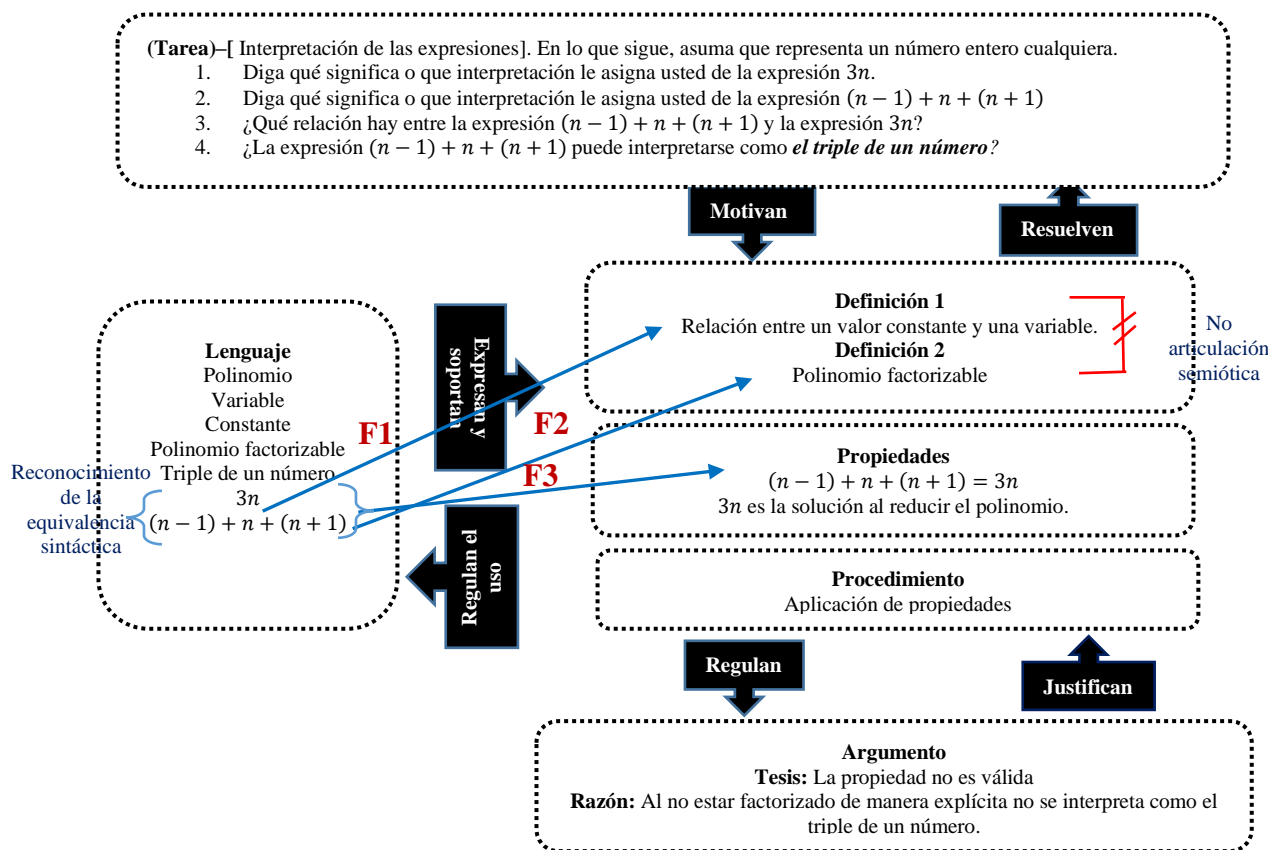 (Tarea)–[ Interpretación de las expresiones]. En lo que sigue, asuma que representa un número entero cualquiera.
1. Diga qué significa o que interpretación le asigna usted de la expresión 3𝑛.
2. Diga qué significa o que interpretación le asigna usted de la expresión (𝑛 − 1) + 𝑛 + (𝑛 + 1)
3. ¿Qué relación hay entre la expresión (𝑛 − 1) + 𝑛 + (𝑛 + 1) y la expresión 3𝑛?
4. ¿La expresión (𝑛 − 1) + 𝑛 + (𝑛 + 1) puede interpretarse como el triple de un número?
Motivan
Resuelven
Lenguaje
Polinomio
Variable
Constante
Polinomio factorizable
Triple de un número
3𝑛
(𝑛 − 1) + 𝑛 + (𝑛 + 1)
Reconocimiento
de la
equivalencia
sintáctica
Expresan y
soportan
Regulan el
uso
F1
F2
F3
Definición 1
Relación entre un valor constante y una variable.
Definición 2
Polinomio factorizable
No
articulación
semiótica
Propiedades
(𝑛 − 1) + 𝑛 + (𝑛 + 1) = 3𝑛
3𝑛 es la solución al reducir el polinomio.
Procedimiento
Aplicación de propiedades
Regulan
Justifican
Argumento
Tesis: La propiedad no es válida
Razón: Al no estar factorizado de manera explícita no se interpreta como el
triple de un número.